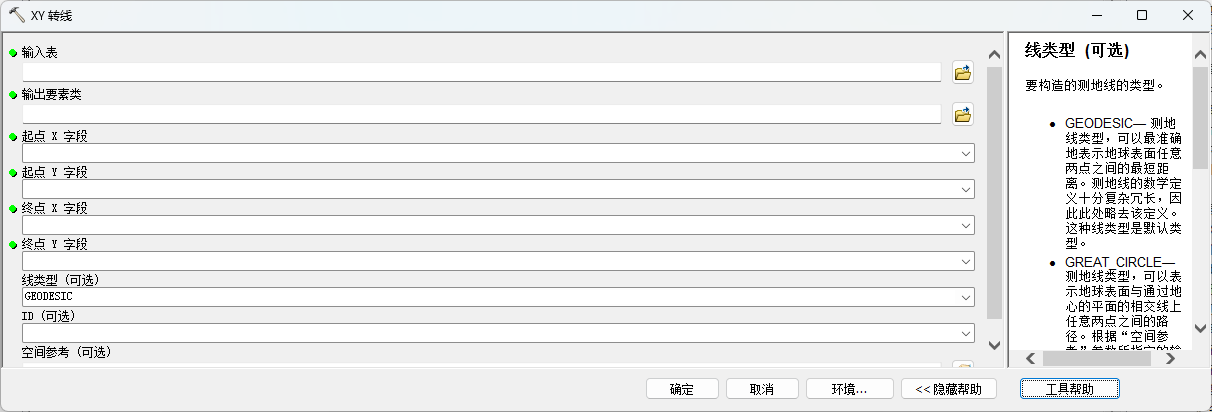 XY 转线
输入表
输出要素类
起点 X 字段
起点 Y 字段
终点 X 字段
终点 Y 字段
线类型 (可选)
GEODESIC
ID (可选)
空间参考 (可选)
线类型 (可选)
要构造的测地线的类型。
• GEODESIC— 测地
线类型，可以最准确
地表示地球表面任意
两点之间的最短距
离。测地线的数学定
义十分复杂冗长，因
此此处略去该定义。
这种线类型是默认类
型。
• GREAT_CIRCLE—
测地线类型，可以表
示地球表面与通过地
心的平面的相交线上
任意两点之间的路
径。根据“空间参
考”参数所指定的输
确定
取消
环境...
<< 隐藏帮助
工具帮助